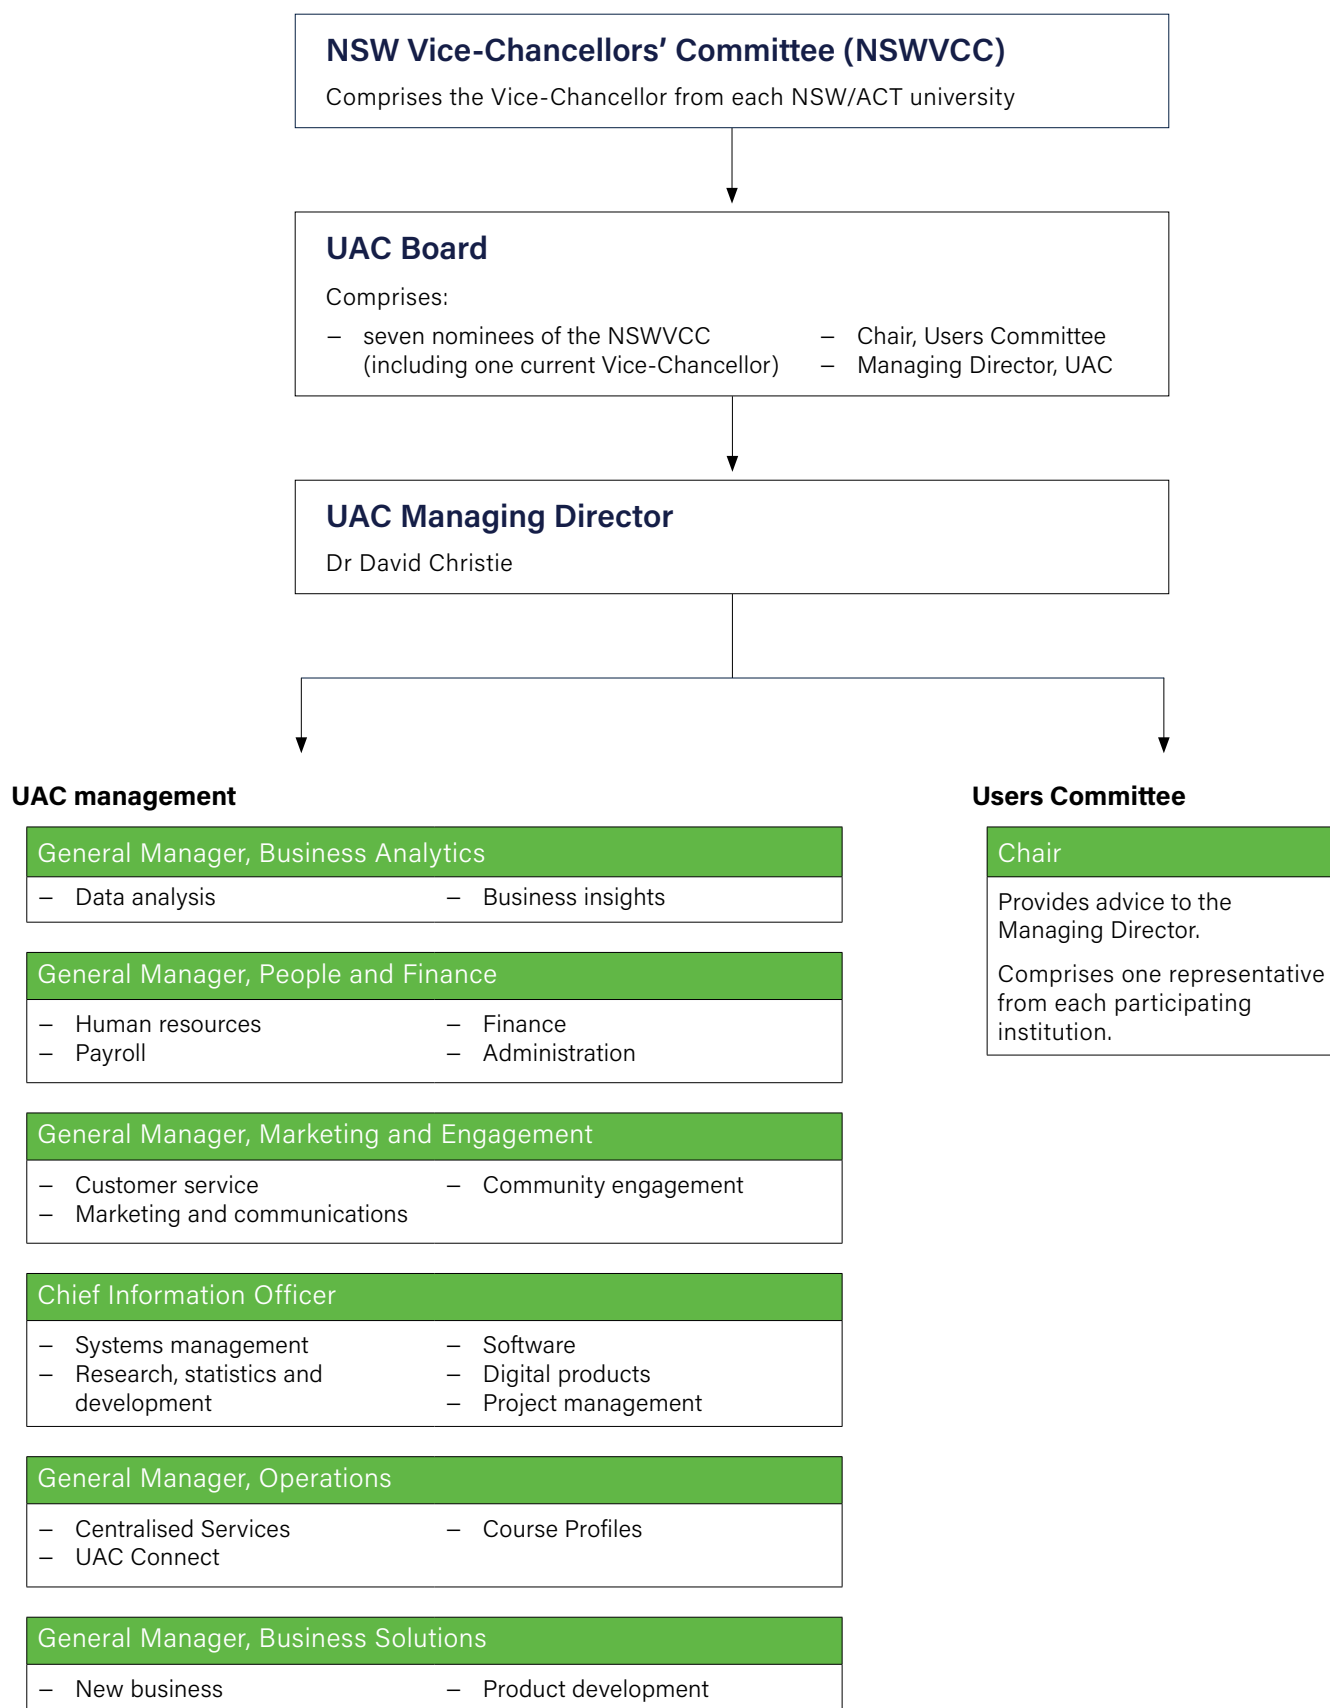 NSW Vice-Chancellors’ Committee (NSWVCC)
Comprises the Vice-Chancellor from each NSW/ACT university
UAC Board
Comprises:
– seven nominees of the NSWVCC
(including one current Vice-Chancellor)
– Chair, Users Committee
– Managing Director, UAC
UAC Managing Director
Dr David Christie
UAC management
General Manager, Business Analytics
– Data analysis
– Business insights
General Manager, People and Finance
– Human resources
– Payroll
– Finance
– Administration
General Manager, Marketing and Engagement
– Customer service
– Marketing and communications
– Community engagement
Chief Information Officer
– Systems management
– Research, statistics and
development
– Software
– Digital products
– Project management
General Manager, Operations
– Centralised Services
– UAC Connect
– Course Profiles
General Manager, Business Solutions
– New business
– Product development
Users Committee
Chair
Provides advice to the
Managing Director.
Comprises one representative
from each participating
institution.